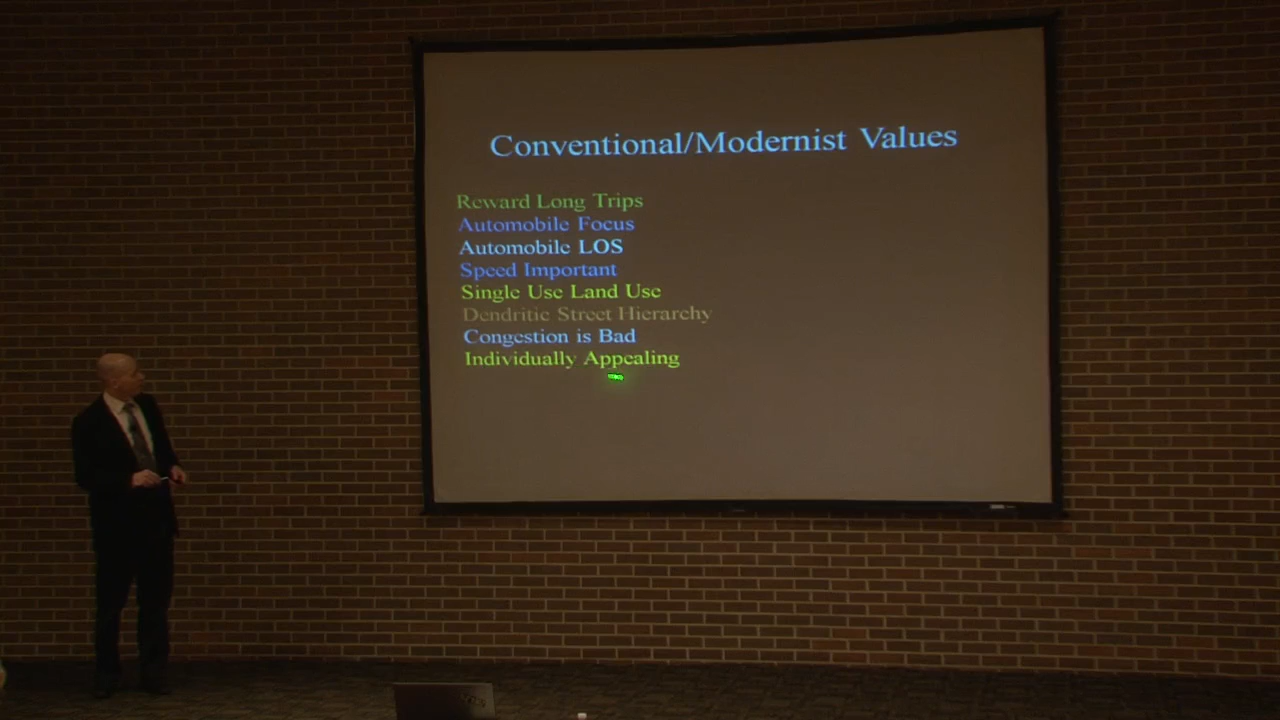 Conventional/Modernist Values
Reward Long Trips
Automobile Focus
Automobile LOS
Speed Important
Single Use Land Use
Dendritic Street Hierarchy
Congestion is Bad
Individually Appealing